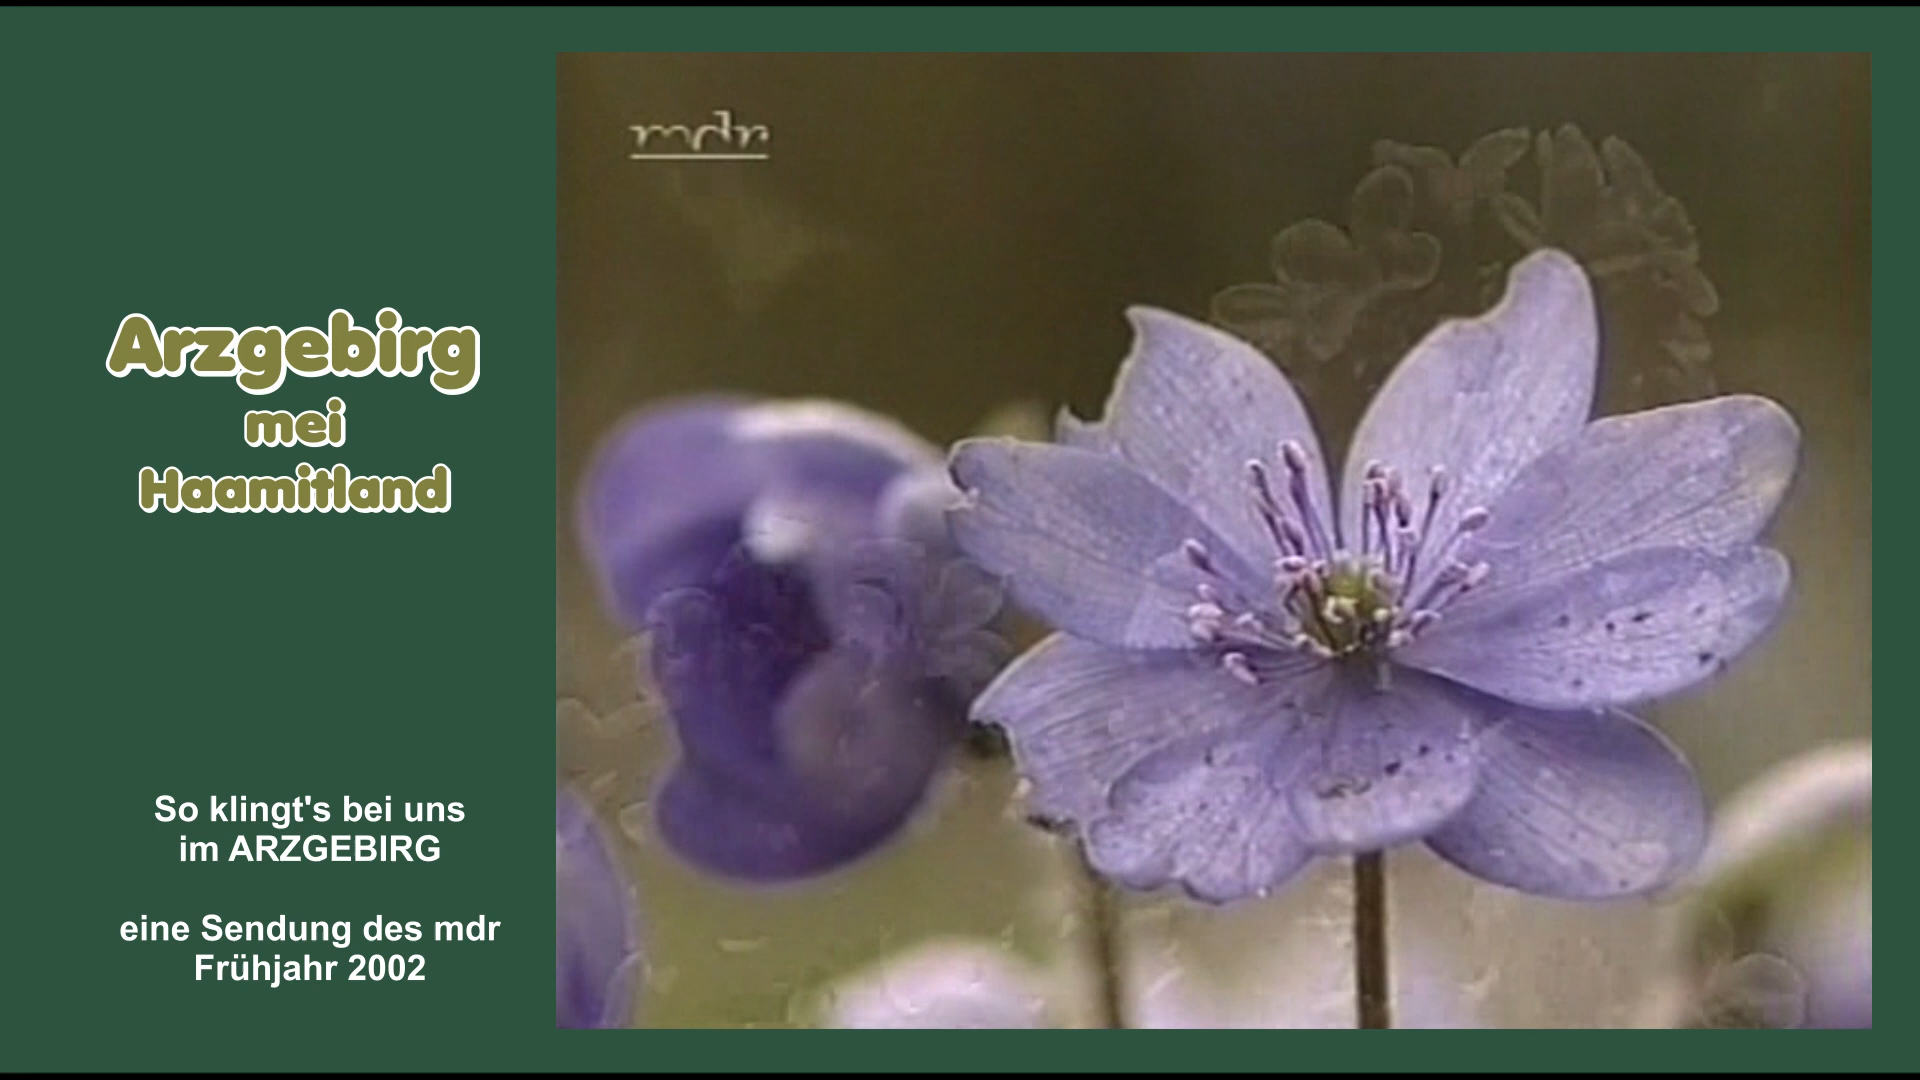 Arzgebirg
mei
Haamitland
So klingt's bei uns
im ARZGEBIRG
eine Sendung des mdr
Frühjahr 2002
mdr